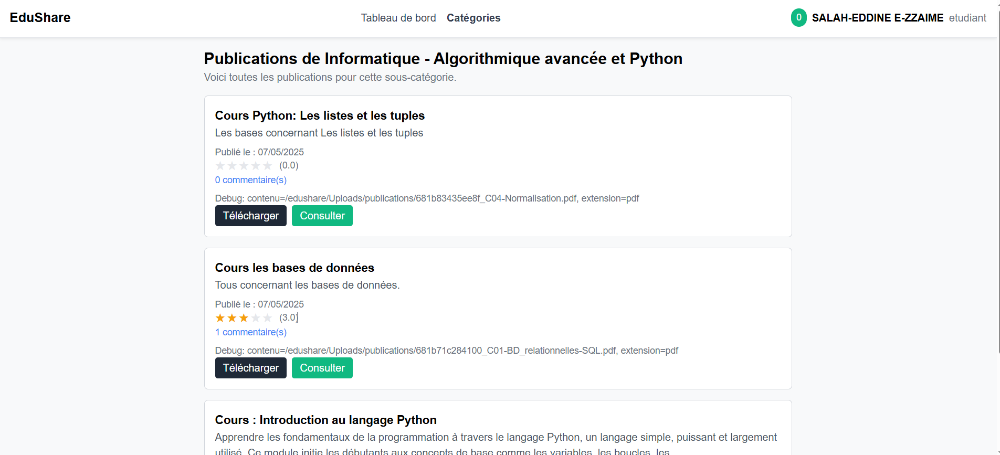 EduShare
Tableau de bord Catégories
0 SALAH-EDDINE E-ZZAIME etudiant
Publications de Informatique - Algorithmique avancée et Python
Voici toutes les publications pour cette sous-catégorie.
Cours Python: Les listes et les tuples
Les bases concernant Les listes et les tuples
Publié le : 07/05/2025
★★★★★ (0.0)
0 commentaire(s)
Debug: contenu=/edushare/Uploads/publications/681b83435ee8f_C04-Normalisation.pdf, extension=pdf
Télécharger Consulter
Cours les bases de données
Tous concernant les bases de données.
Publié le : 07/05/2025
★★★★★ (3.0)
1 commentaire(s)
Debug: contenu=/edushare/Uploads/publications/681b71c284100_C01-BD_relationnelles-SQL.pdf, extension=pdf
Télécharger Consulter
Cours : Introduction au langage Python
Apprendre les fondamentaux de la programmation à travers le langage Python, un langage simple, puissant et largement
utilisé. Ce module initie les débutants aux concepts de base comme les variables, les boucles, les